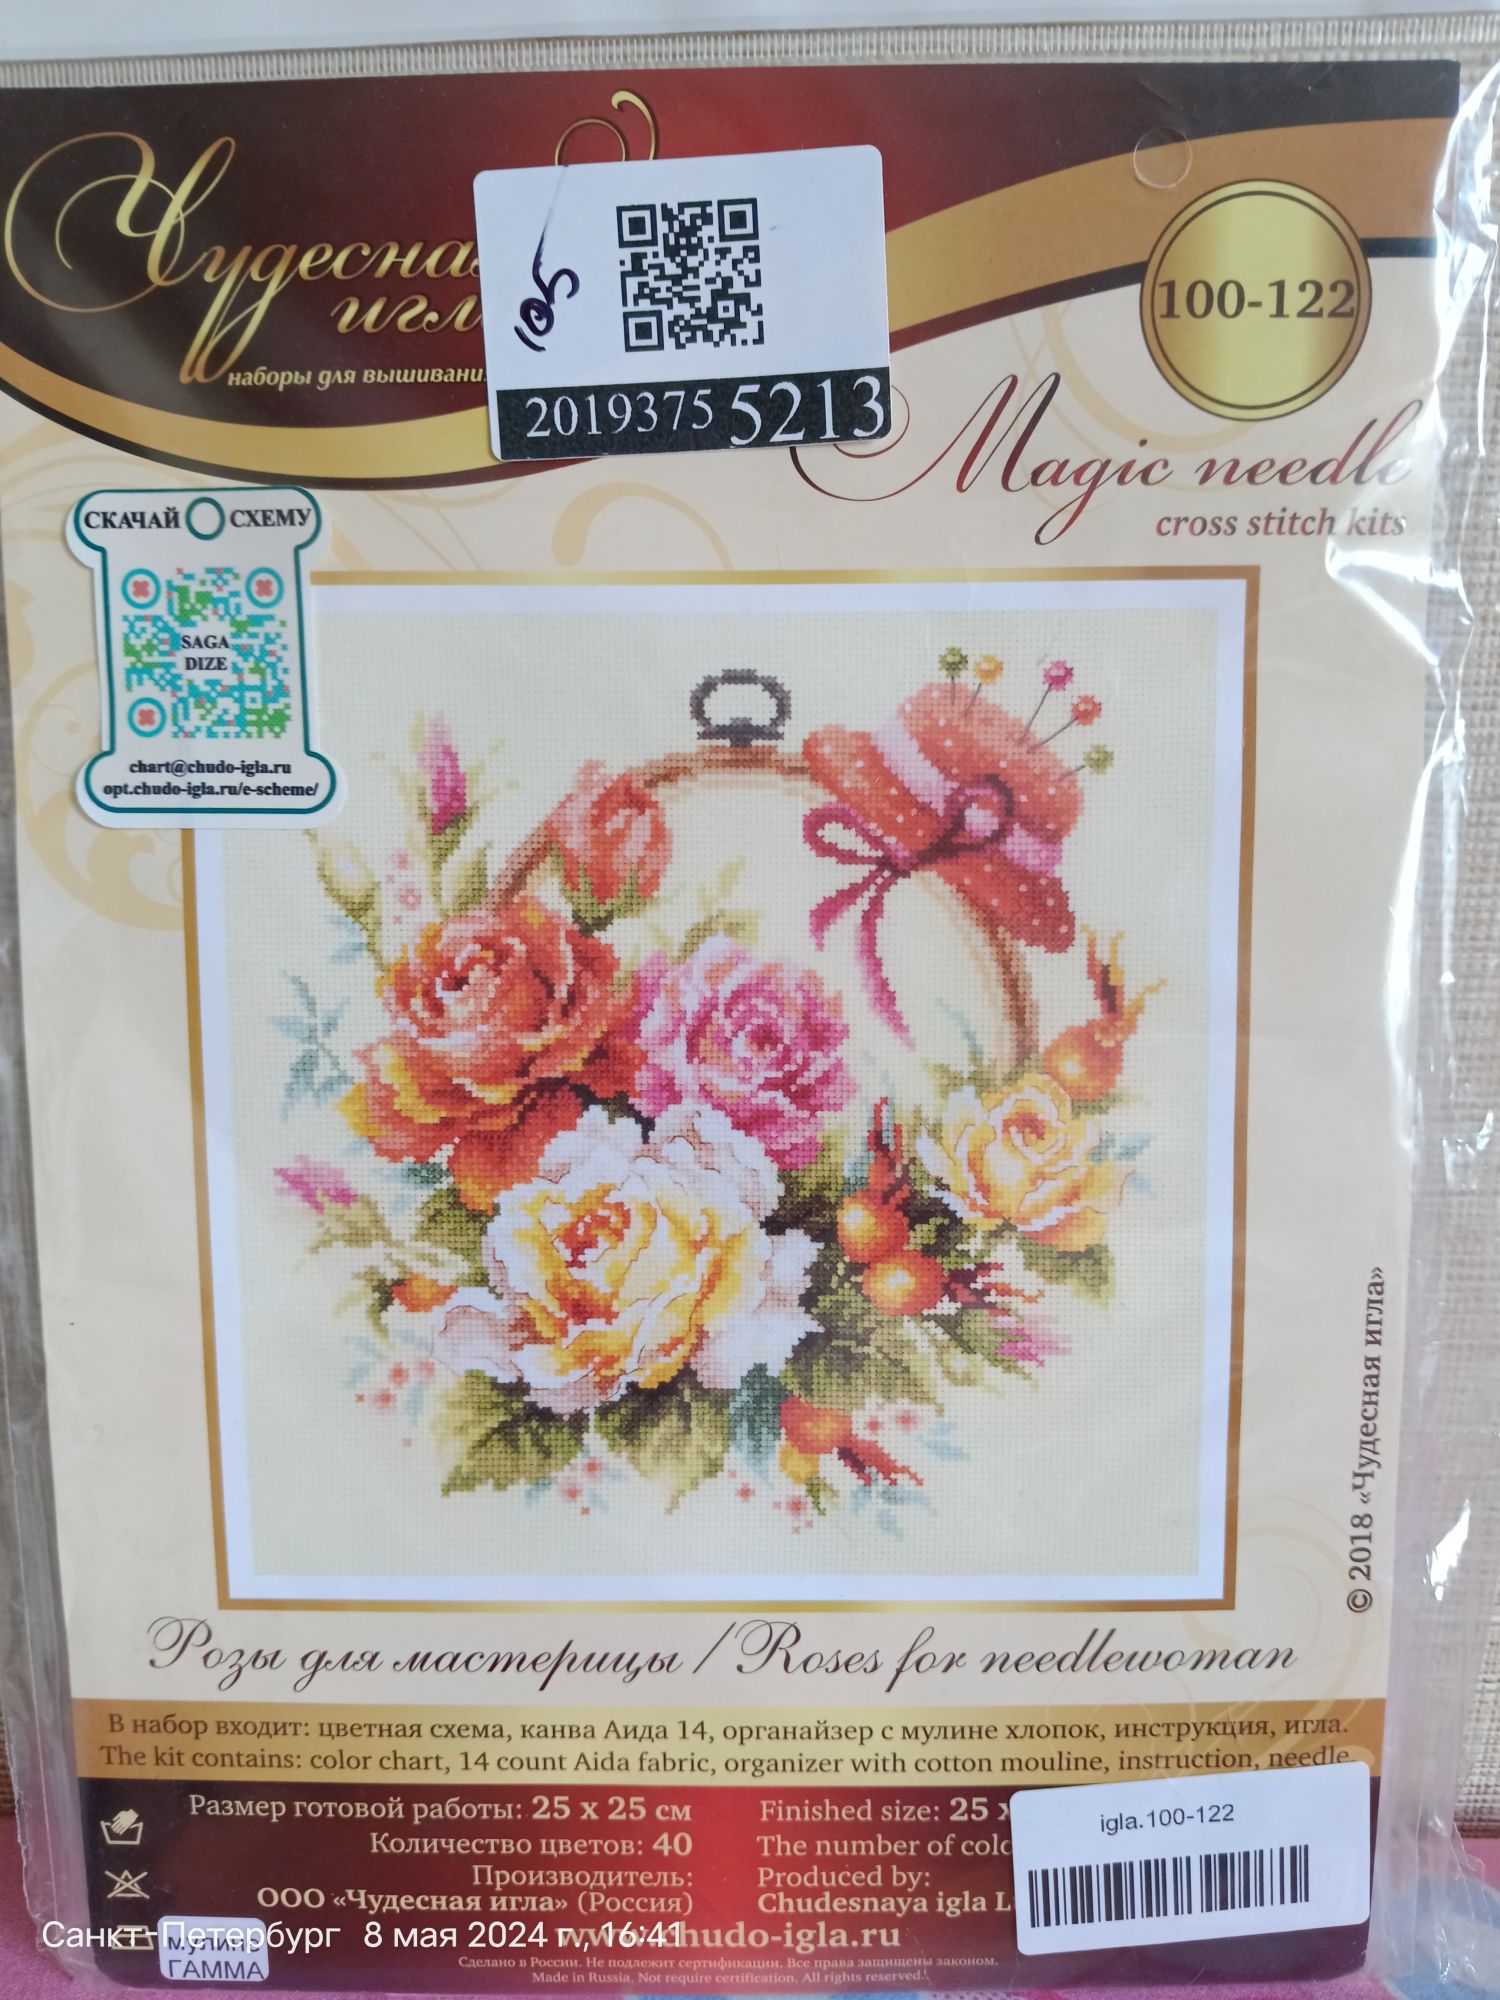 Чудесная
игла
наборы для вышивания
105
2019375 5213
100-122
Magic needle
cross stitch kits
СКАЧАЙ СХЕМУ
SAGA
DIZE
chart@chudo-igla.ru
opt.chudo-igla.ru/e-scheme/
© 2018 «Чудесная игла»
Розы для мастерицы / Roses for needlewoman
В набор входит: цветная схема, канва Аида 14, органайзер с мулине хлопок, инструкция, игла.
The kit contains: color chart, 14 count Aida fabric, organizer with cotton mouline, instruction, needle.
Размер готовой работы: 25 x 25 см
Количество цветов: 40
Производитель:
ООО «Чудесная игла» (Россия)
Finished size: 25 x
The number of colo
Produced by:
Chudesnaya igla L
www.chudo-igla.ru
igla.100-122
Санкт-Петербург 8 мая 2024 г., 16:41
мулине
ГАММА
Сделано в России. Не подлежит сертификации. Все права защищены законом.
Made in Russia. Not require certification. All rights reserved.